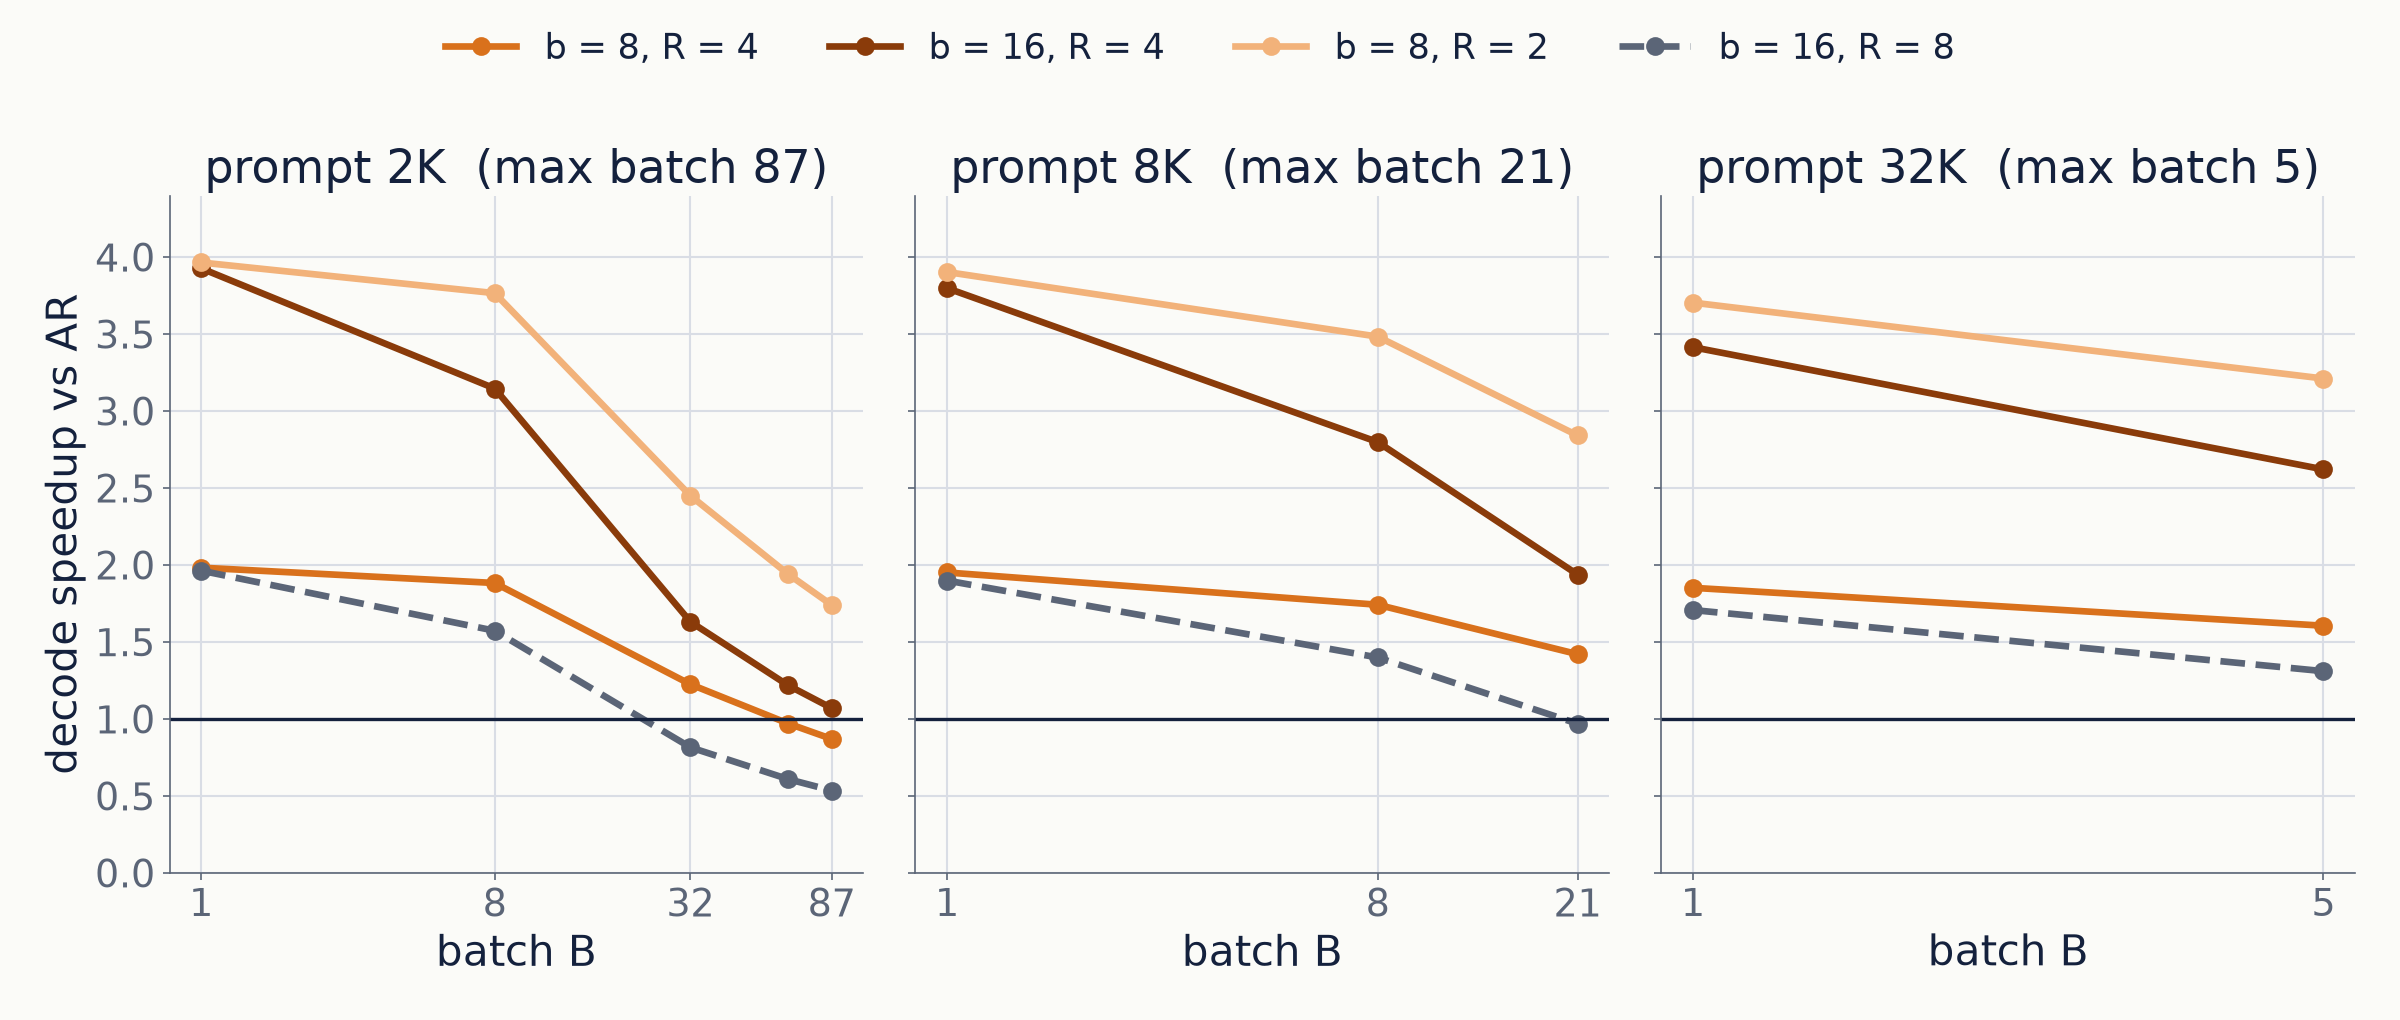 b = 8, R = 4
b = 16, R = 4
b = 8, R = 2
b = 16, R = 8
prompt 2K (max batch 87)
prompt 8K (max batch 21)
prompt 32K (max batch 5)
decode speedup vs AR
4.0
3.5
3.0
2.5
2.0
1.5
1.0
0.5
0.0
1 8 32 87
1 8 21
1 5
batch B
batch B
batch B